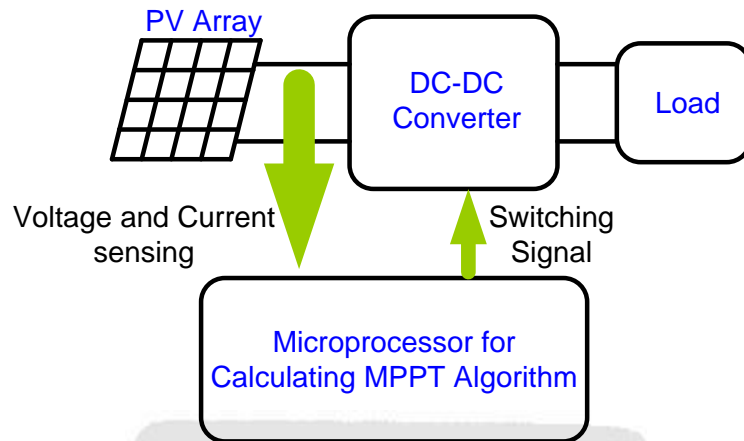 PV Array
DC-DC
Converter
Load
Voltage and Current
sensing
Switching
Signal
Microprocessor for
Calculating MPPT Algorithm